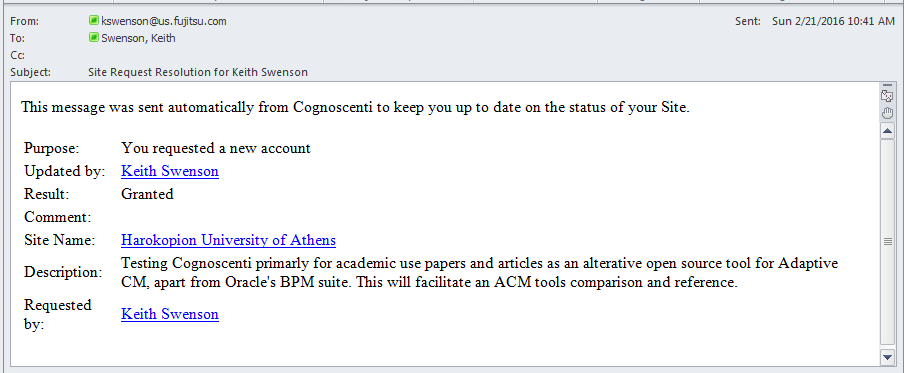 From: kswenson@us.fujitsu.com Sent: Sun 2/21/2016 10:41 AM
To: Swenson, Keith
Cc:
Subject: Site Request Resolution for Keith Swenson
This message was sent automatically from Cognoscenti to keep you up to date on the status of your Site.
Purpose: You requested a new account
Updated by: Keith Swenson
Result: Granted
Comment:
Site Name: Harokopion University of Athens
Description: Testing Cognoscenti primarly for academic use papers and articles as an alterative open source tool for Adaptive
CM, apart from Oracle's BPM suite. This will facilitate an ACM tools comparison and reference.
Requested
by: Keith Swenson